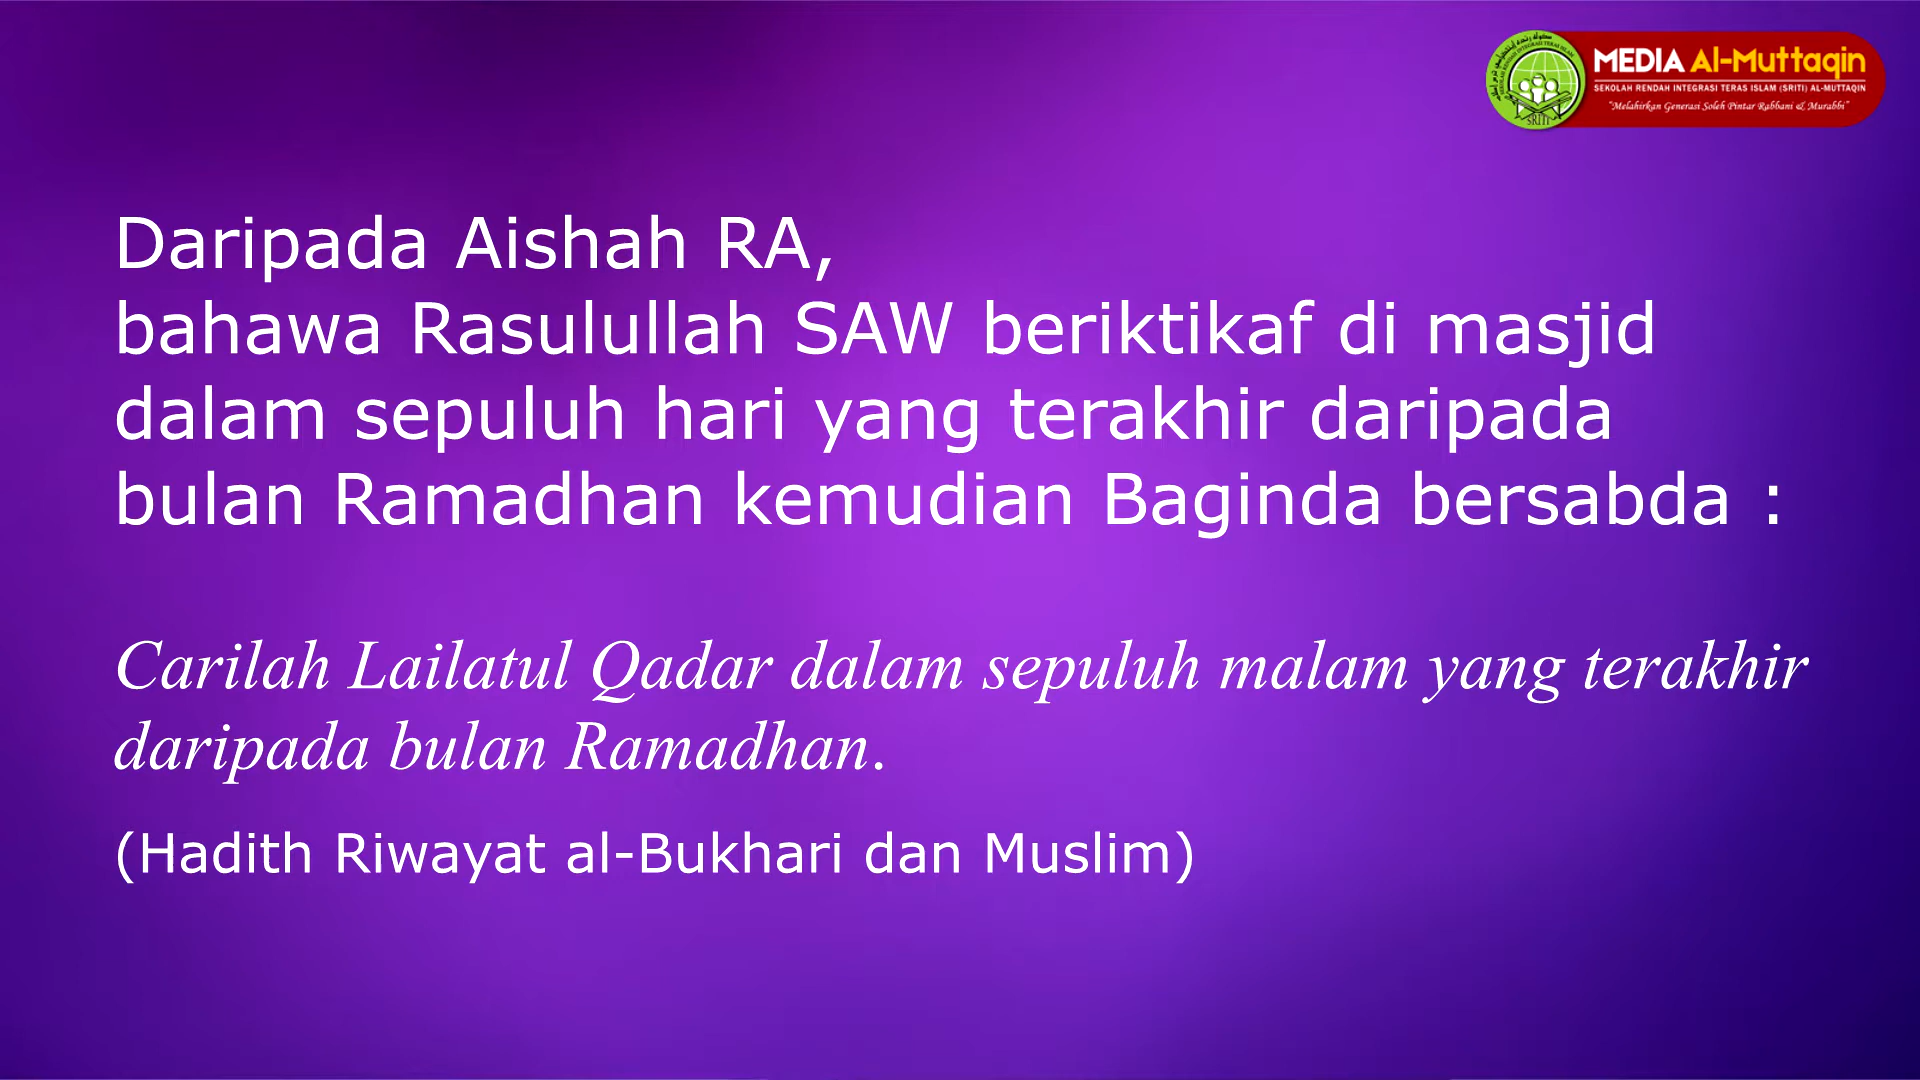 MEDIA Al-Muttaqin
SEKOLAH RENDAH INTEGRASI TERAS ISLAM (SRITI) AL-MUTTAQIN
"Melahirkan Generasi Soleh Pintar Rabbani & Murabbi"
SRITI
Daripada Aishah RA,
bahawa Rasulullah SAW beriktikaf di masjid
dalam sepuluh hari yang terakhir daripada
bulan Ramadhan kemudian Baginda bersabda :
Carilah Lailatul Qadar dalam sepuluh malam yang terakhir
daripada bulan Ramadhan.
(Hadith Riwayat al-Bukhari dan Muslim)